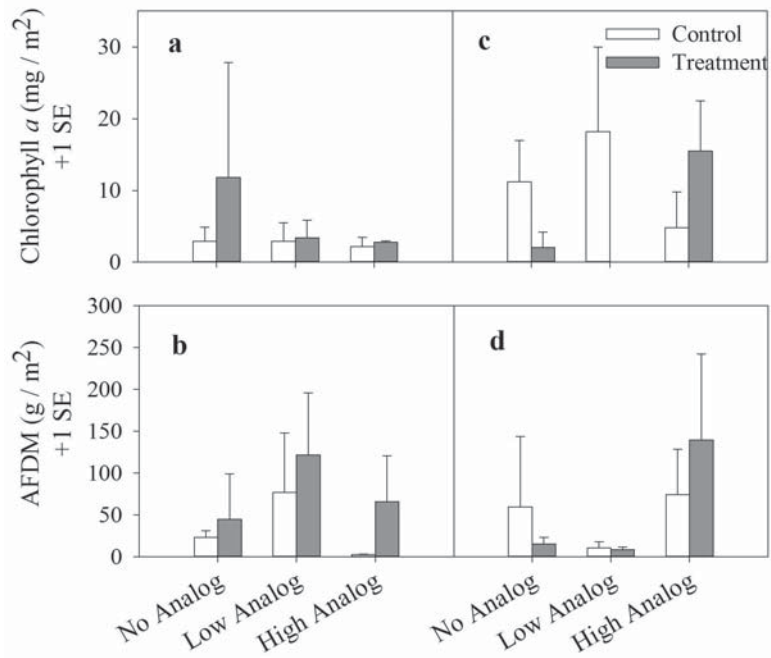 a
c
Control
Treatment
Chlorophyll a (mg / m²)
+1 SE
30
20
10
0
b
d
AFDM (g / m²)
+1 SE
300
250
200
150
100
50
0
No Analog
Low Analog
High Analog
No Analog
Low Analog
High Analog